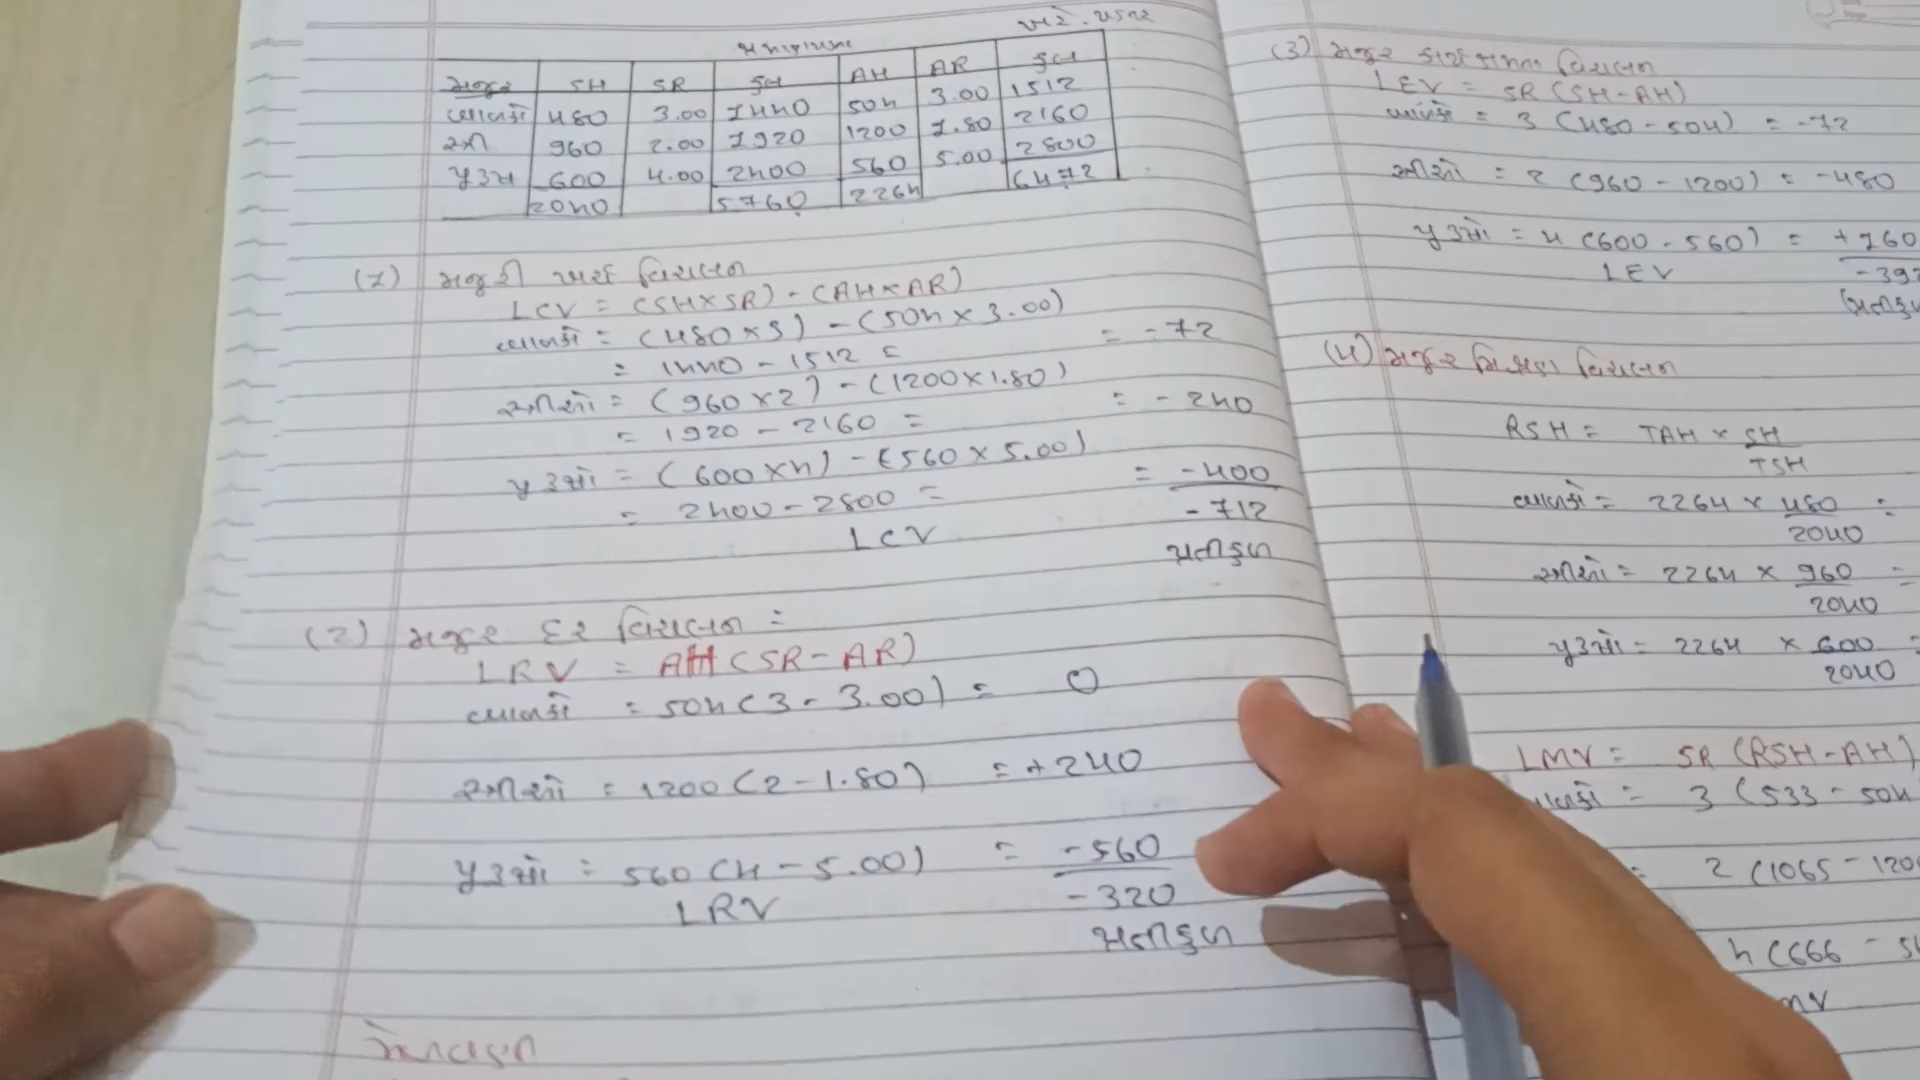 ખરે. ખરેખર
મજૂર SH SR કુલ AH AR કુલ
બાળકો 480 3.00 1440 504 3.00 1512
સ્ત્રી 960 2.00 1920 1200 1.80 2160
પુરુષ 600 4.00 2400 560 5.00 2800
2040 5760 2264 6472
(1) મજૂરી ખર્ચ વિચલન
LCV = (SH×SR) - (AH×AR)
બાળકો = (480×3) - (504×3.00)
= 1440 - 1512 = = -72
સ્ત્રીઓ = (960×2) - (1200×1.80)
= 1920 - 2160 = = -240
પુરુષો = (600×4) - (560×5.00)
= 2400 - 2800 = = -400
LCV -712
પ્રતિકૂળ
(2) મજૂર દર વિચલન =
LRV = AH (SR-AR)
બાળકો = 504 (3 - 3.00) = 0
સ્ત્રીઓ = 1200 (2 - 1.80) = +240
પુરુષો = 560 (4 - 5.00) = -560
LRV -320
પ્રતિકૂળ
(3) મજૂર કાર્યક્ષમતા વિચલન
LEV = SR (SH-AH)
બાળકો = 3 (480-504) = -72
સ્ત્રીઓ = 2 (960-1200) = -480
પુરુષો = 4 (600-560) = +160
LEV -392
(4) મજૂર મિશ્રણ વિચલન
RSH = TAH × SH
TSH
બાળકો = 2264 × 480 =
2040
સ્ત્રીઓ = 2264 × 960 =
2040
પુરુષો = 2264 × 600 =
2040
LMV = SR (RSH-AH)
= 3 (533 - 504
= 2 (1065 - 120
4 (666 - 5
MV